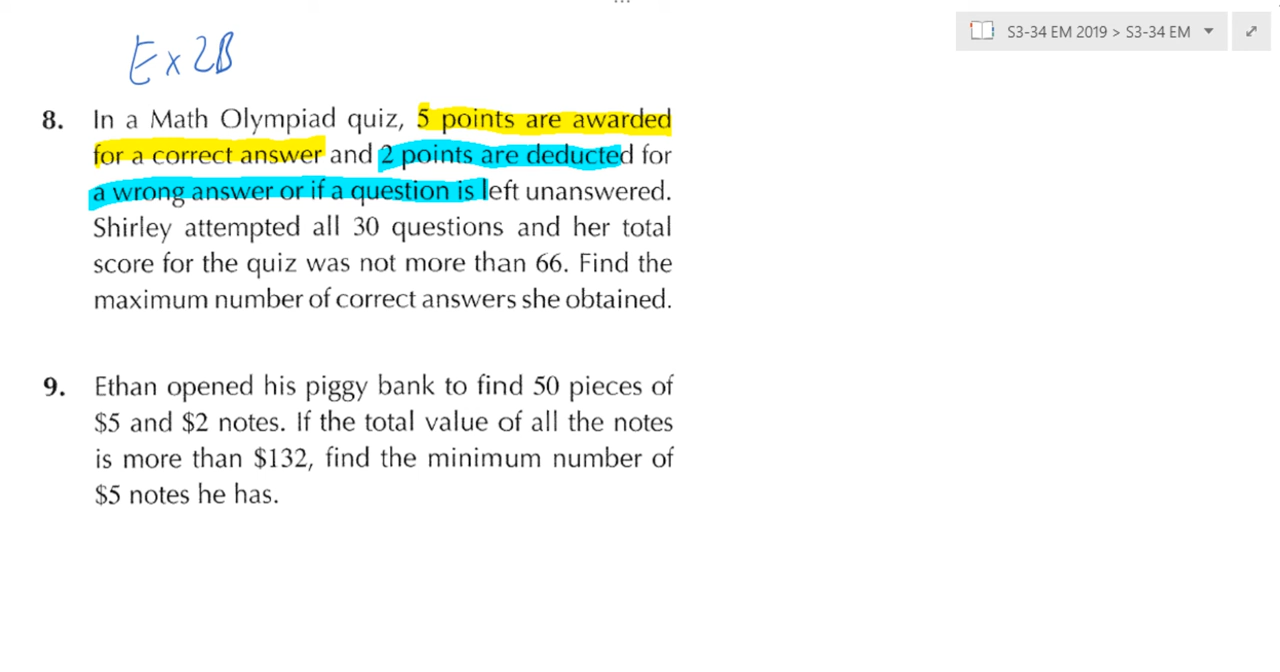 S3-34 EM 2019 > S3-34 EM
Ex 2B
8. In a Math Olympiad quiz, 5 points are awarded
for a correct answer and 2 points are deducted for
a wrong answer or if a question is left unanswered.
Shirley attempted all 30 questions and her total
score for the quiz was not more than 66. Find the
maximum number of correct answers she obtained.
9. Ethan opened his piggy bank to find 50 pieces of
$5 and $2 notes. If the total value of all the notes
is more than $132, find the minimum number of
$5 notes he has.